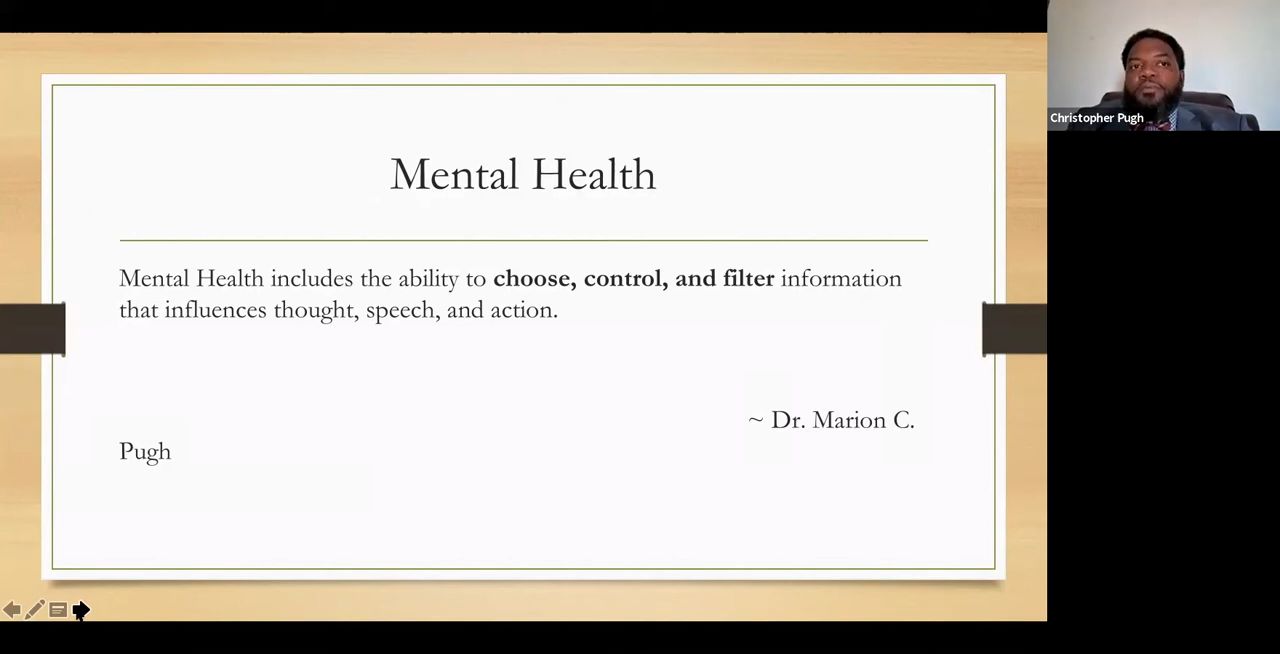 Mental Health
Mental Health includes the ability to choose, control, and filter information
that influences thought, speech, and action.
~ Dr. Marion C.
Pugh
Christopher Pugh